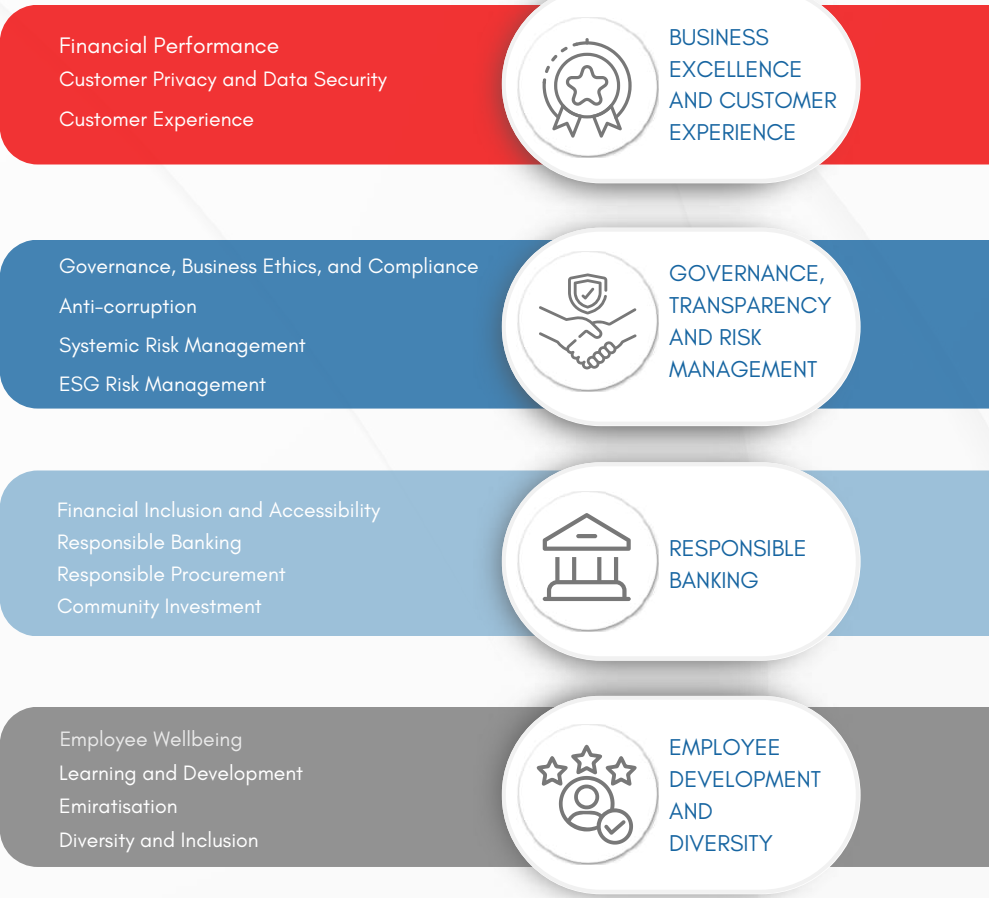 Financial Performance
Customer Privacy and Data Security
Customer Experience
BUSINESS
EXCELLENCE
AND CUSTOMER
EXPERIENCE
Governance, Business Ethics, and Compliance
Anti-corruption
Systemic Risk Management
ESG Risk Management
GOVERNANCE,
TRANSPARENCY
AND RISK
MANAGEMENT
Financial Inclusion and Accessibility
Responsible Banking
Responsible Procurement
Community Investment
RESPONSIBLE
BANKING
Employee Wellbeing
Learning and Development
Emiratisation
Diversity and Inclusion
EMPLOYEE
DEVELOPMENT
AND
DIVERSITY